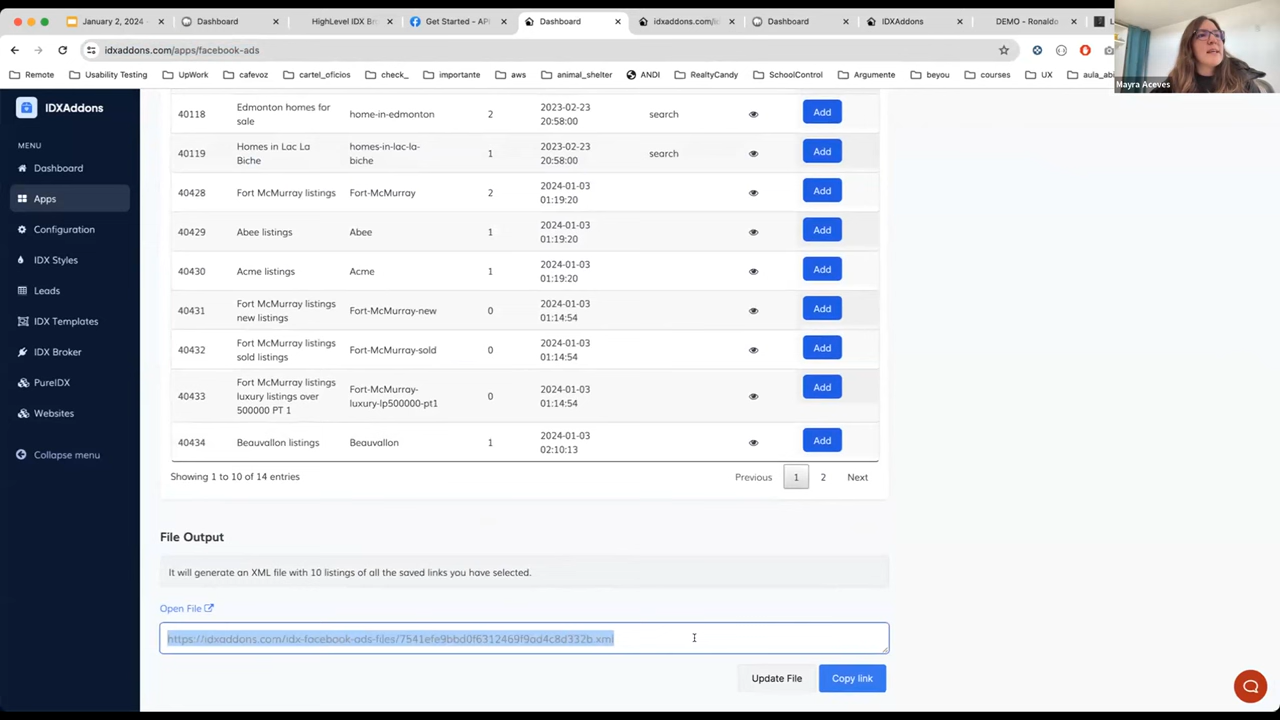 January 2, 2024 -
Dashboard
HighLevel IDX Bro
Get Started - API
Dashboard
idxaddons.com/i
Dashboard
IDXAddons
DEMO - Ronaldo
idxaddons.com/apps/facebook-ads
Remote
Usability Testing
UpWork
cafevoz
cartel_oficios
check_
importante
aws
animal_shelter
ANDI
RealtyCandy
SchoolControl
Argumente
beyou
courses
UX
Mayra Aceves
IDXAddons
MENU
Dashboard
Apps
Configuration
IDX Styles
Leads
IDX Templates
IDX Broker
PureIDX
Websites
Collapse menu
40118 Edmonton homes for sale home-in-edmonton 2 2023-02-23 20:58:00 search Add
40119 Homes in Lac La Biche homes-in-lac-la-biche 1 2023-02-23 20:58:00 search Add
40428 Fort McMurray listings Fort-McMurray 2 2024-01-03 01:19:20 Add
40429 Abee listings Abee 1 2024-01-03 01:19:20 Add
40430 Acme listings Acme 1 2024-01-03 01:19:20 Add
40431 Fort McMurray listings new listings Fort-McMurray-new 0 2024-01-03 01:14:54 Add
40432 Fort McMurray listings sold listings Fort-McMurray-sold 0 2024-01-03 01:14:54 Add
40433 Fort McMurray listings luxury listings over 500000 PT 1 Fort-McMurray-luxury-lp500000-pt1 0 2024-01-03 01:14:54 Add
40434 Beauvallon listings Beauvallon 1 2024-01-03 02:10:13 Add
Showing 1 to 10 of 14 entries
Previous 1 2 Next
File Output
It will generate an XML file with 10 listings of all the saved links you have selected.
Open File
https://idxaddons.com/idx-facebook-ads-files/7541efe9bbd0f6312469f9ad4c8d332b.xml
Update File
Copy link